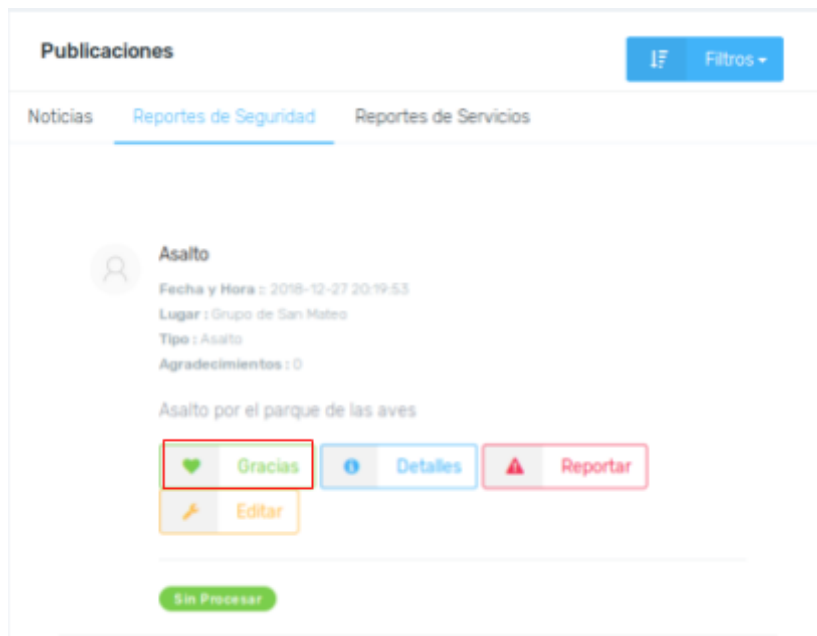 Publicaciones
Filtros
Noticias Reportes de Seguridad Reportes de Servicios
Asalto
Fecha y Hora :: 2018-12-27 20:19:53
Lugar : Grupo de San Mateo
Tipo : Asalto
Agradecimientos : 0
Asalto por el parque de las aves
Gracias Detalles Reportar
Editar
Sin Procesar